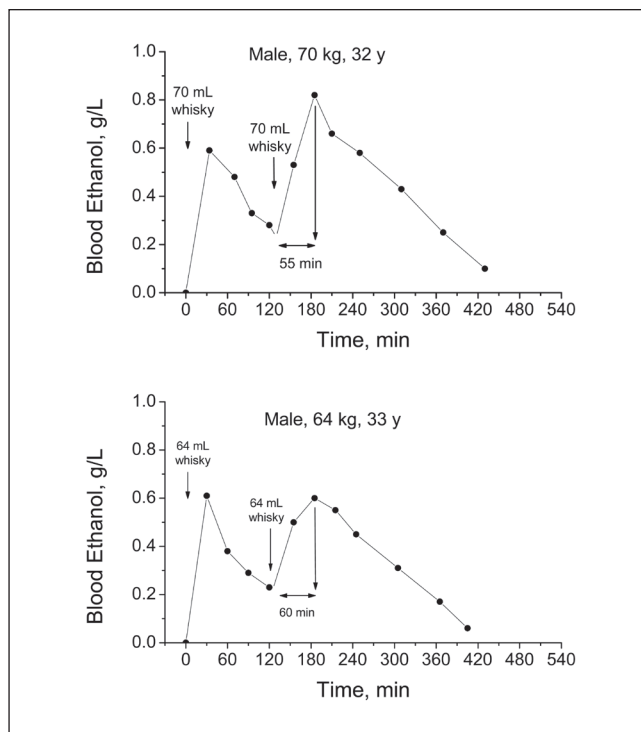 Male, 70 kg, 32 y
1.0
0.8
0.6
0.4
0.2
0.0
Blood Ethanol, g/L
70 mL
whisky
70 mL
whisky
55 min
0 60 120 180 240 300 360 420 480 540
Time, min
Male, 64 kg, 33 y
1.0
0.8
0.6
0.4
0.2
0.0
Blood Ethanol, g/L
64 mL
whisky
64 mL
whisky
60 min
0 60 120 180 240 300 360 420 480 540
Time, min